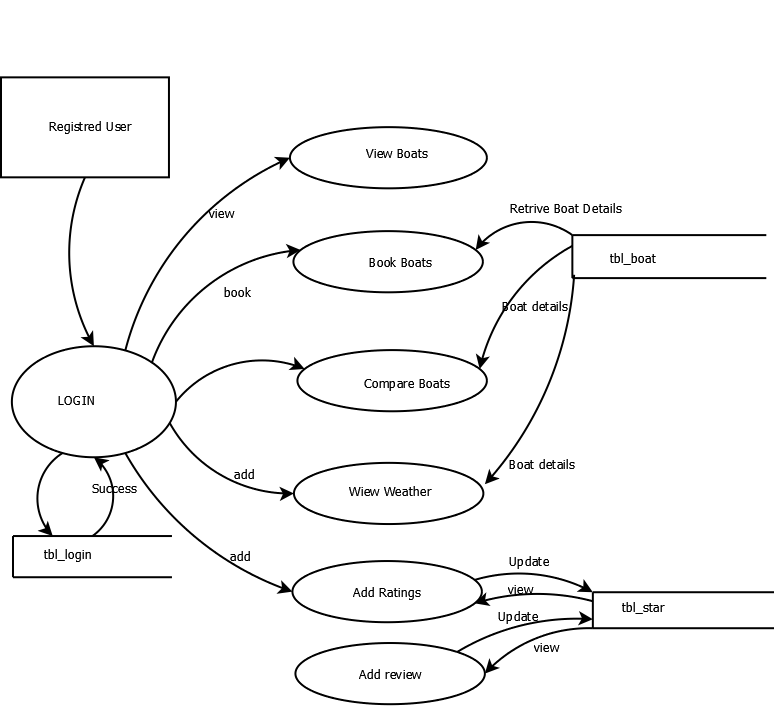 Registred User
View Boats
view
Retrive Boat Details
Book Boats
tbl_boat
book
Boat details
Compare Boats
LOGIN
Boat details
add
Wiew Weather
Success
tbl_login
add
Update
Add Ratings
view
tbl_star
Update
view
Add review